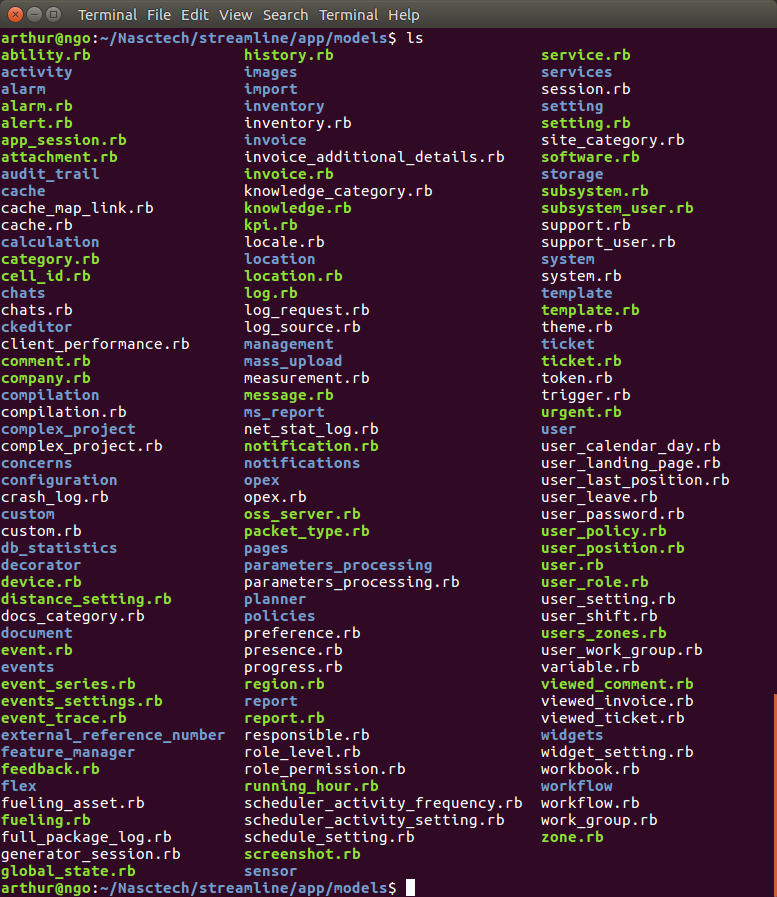 Terminal File Edit View Search Terminal Help
arthur@ngo:~/Nasctech/streamline/app/models$ ls
ability.rb history.rb service.rb
activity images services
alarm import session.rb
alarm.rb inventory setting
alert.rb inventory.rb setting.rb
app_session.rb invoice site_category.rb
attachment.rb invoice_additional_details.rb software.rb
audit_trail invoice.rb storage
cache knowledge_category.rb subsystem.rb
cache_map_link.rb knowledge.rb subsystem_user.rb
cache.rb kpi.rb support.rb
calculation locale.rb support_user.rb
category.rb location system
cell_id.rb location.rb system.rb
chats log.rb template
chats.rb log_request.rb template.rb
ckeditor log_source.rb theme.rb
client_performance.rb management ticket
comment.rb mass_upload ticket.rb
company.rb measurement.rb token.rb
compilation message.rb trigger.rb
compilation.rb ms_report urgent.rb
complex_project net_stat_log.rb user
complex_project.rb notification.rb user_calendar_day.rb
concerns notifications user_landing_page.rb
configuration opex user_last_position.rb
crash_log.rb opex.rb user_leave.rb
custom oss_server.rb user_password.rb
custom.rb packet_type.rb user_policy.rb
db_statistics pages user_position.rb
decorator parameters_processing user.rb
device.rb parameters_processing.rb user_role.rb
distance_setting.rb planner user_setting.rb
docs_category.rb policies user_shift.rb
document preference.rb users_zones.rb
event.rb presence.rb user_work_group.rb
events progress.rb variable.rb
event_series.rb region.rb viewed_comment.rb
events_settings.rb report viewed_invoice.rb
event_trace.rb report.rb viewed_ticket.rb
external_reference_number responsible.rb widgets
feature_manager role_level.rb widget_setting.rb
feedback.rb role_permission.rb workbook.rb
flex running_hour.rb workflow
fueling_asset.rb scheduler_activity_frequency.rb workflow.rb
fueling.rb scheduler_activity_setting.rb work_group.rb
full_package_log.rb schedule_setting.rb zone.rb
generator_session.rb screenshot.rb
global_state.rb sensor
arthur@ngo:~/Nasctech/streamline/app/models$